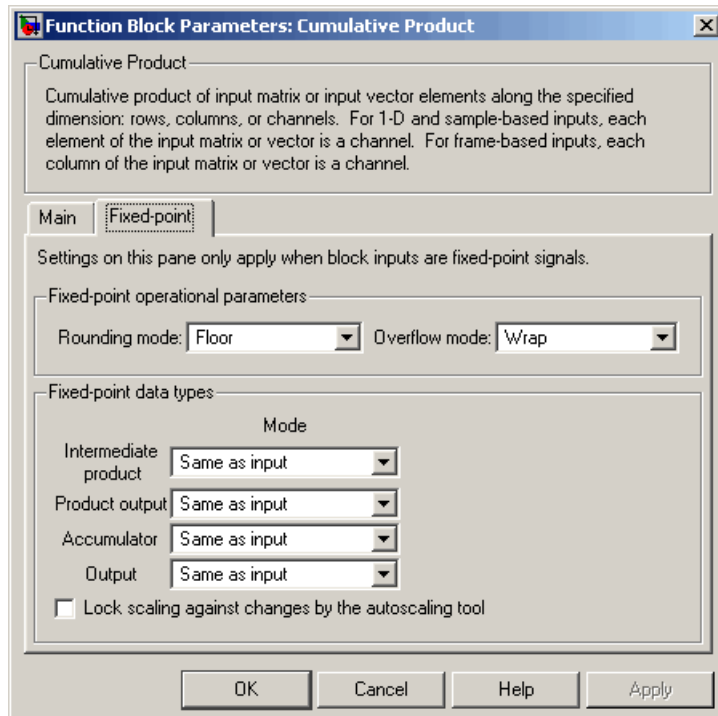 Function Block Parameters: Cumulative Product
Cumulative Product
Cumulative product of input matrix or input vector elements along the specified
dimension: rows, columns, or channels. For 1-D and sample-based inputs, each
element of the input matrix or vector is a channel. For frame-based inputs, each
column of the input matrix or vector is a channel.
Main Fixed-point
Settings on this pane only apply when block inputs are fixed-point signals.
Fixed-point operational parameters
Rounding mode: Floor Overflow mode: Wrap
Fixed-point data types
Mode
Intermediate
product Same as input
Product output Same as input
Accumulator Same as input
Output Same as input
Lock scaling against changes by the autoscaling tool
OK Cancel Help Apply